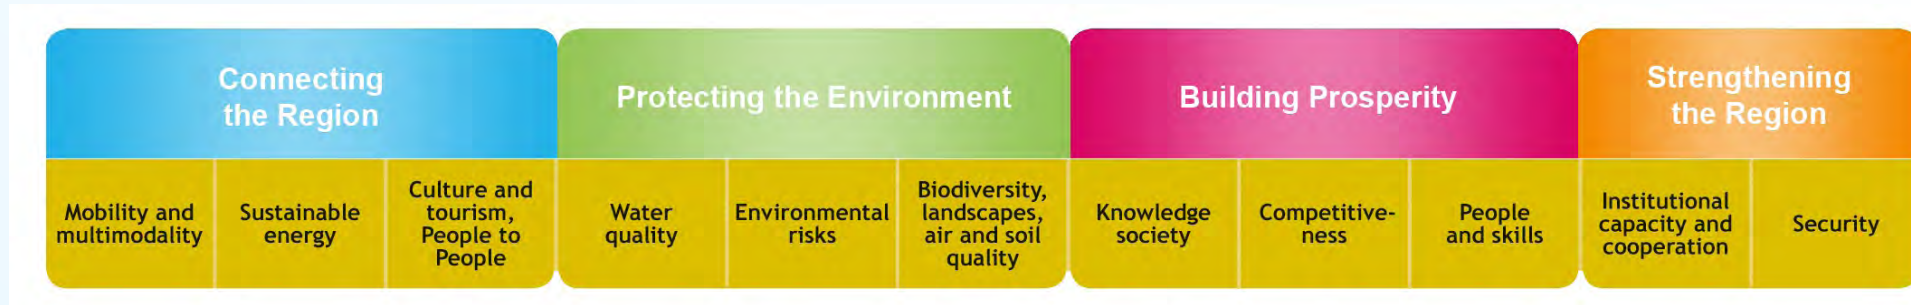 Connecting
the Region
Protecting the Environment
Building Prosperity
Strengthening
the Region
Mobility and
multimodality
Sustainable
energy
Culture and
tourism,
People to
People
Water
quality
Environmental
risks
Biodiversity,
landscapes,
air and soil
quality
Knowledge
society
Competitive-
ness
People
and skills
Institutional
capacity and
cooperation
Security